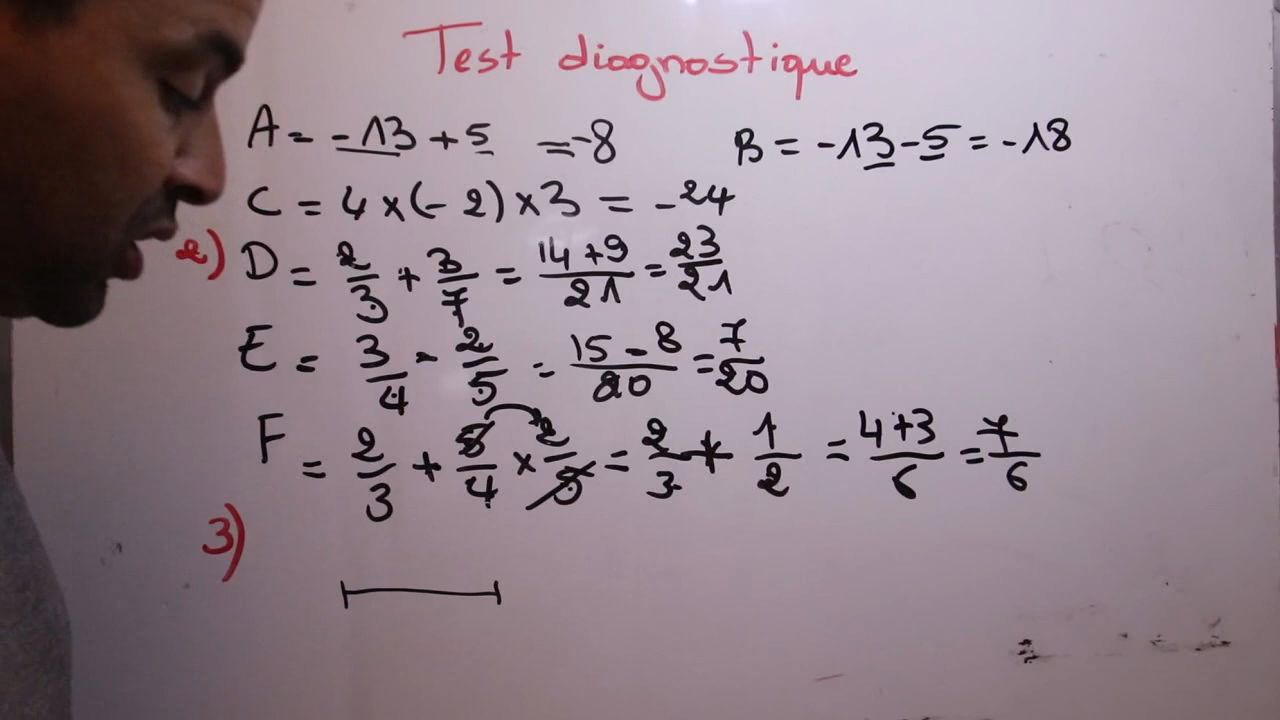 Test diagnostique
A = -13 + 5 = -8 B = -13 - 5 = -18
C = 4 × (-2) × 3 = -24
2) D = 2/3 + 3/7 = 14+9/21 = 23/21
E = 3/4 - 2/5 = 15-8/20 = 7/20
F = 2/3 + 5/4 × 2/5 = 2/3 + 1/2 = 4+3/6 = 7/6
3)